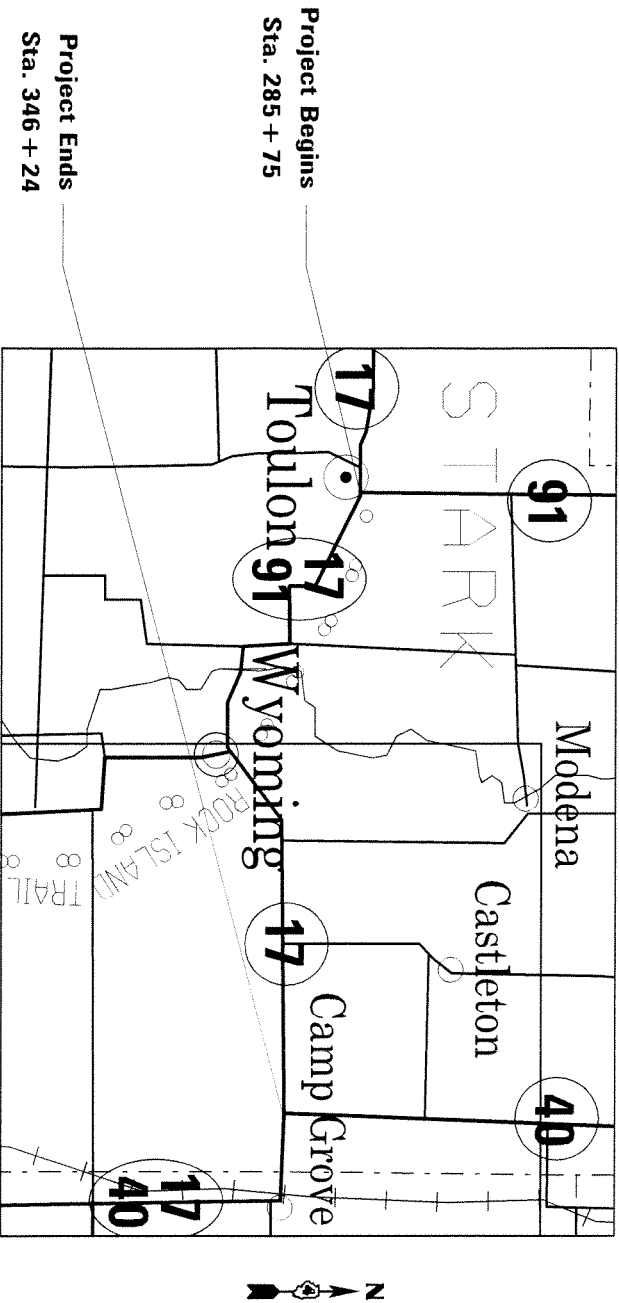 Project Begins
Sta. 285 + 75
Project Ends
Sta. 346 + 24
STARK
91
40
Modena
Castleton
17
Toulon
17
91
Wyoming
17
Camp Grove
17
40
ROCK ISLAND
TRAIL
N